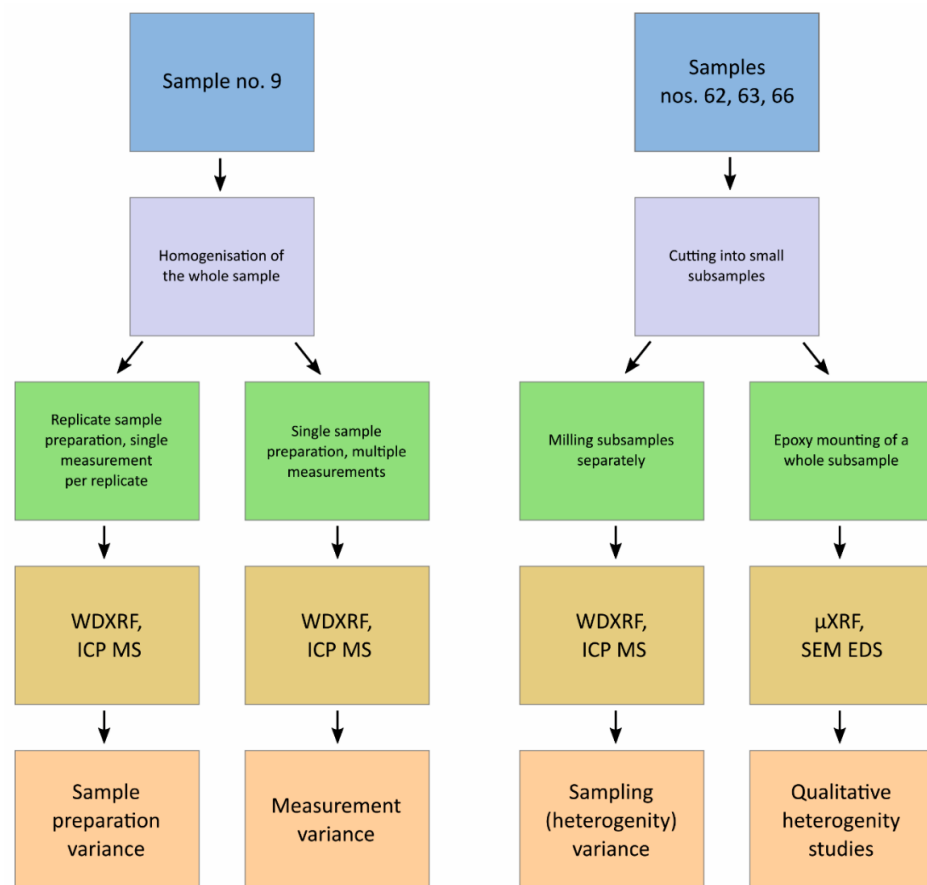 Sample no. 9
Samples
nos. 62, 63, 66
Homogenisation of
the whole sample
Cutting into small
subsamples
Replicate sample
preparation, single
measurement
per replicate
Single sample
preparation, multiple
measurements
Milling subsamples
separately
Epoxy mounting of a
whole subsample
WDXRF,
ICP MS
WDXRF,
ICP MS
WDXRF,
ICP MS
µXRF,
SEM EDS
Sample
preparation
variance
Measurement
variance
Sampling
(heterogenity)
variance
Qualitative
heterogenity
studies